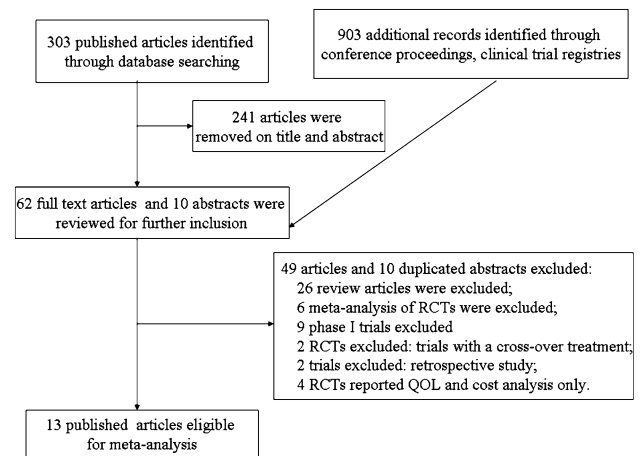 303 published articles identified
through database searching
903 additional records identified through
conference proceedings, clinical trial registries
241 articles were
removed on title and abstract
62 full text articles and 10 abstracts were
reviewed for further inclusion
49 articles and 10 duplicated abstracts excluded:
26 review articles were excluded;
6 meta-analysis of RCTs were excluded;
9 phase I trials excluded
2 RCTs excluded: trials with a cross-over treatment;
2 trials excluded: retrospective study;
4 RCTs reported QOL and cost analysis only.
13 published articles eligible
for meta-analysis